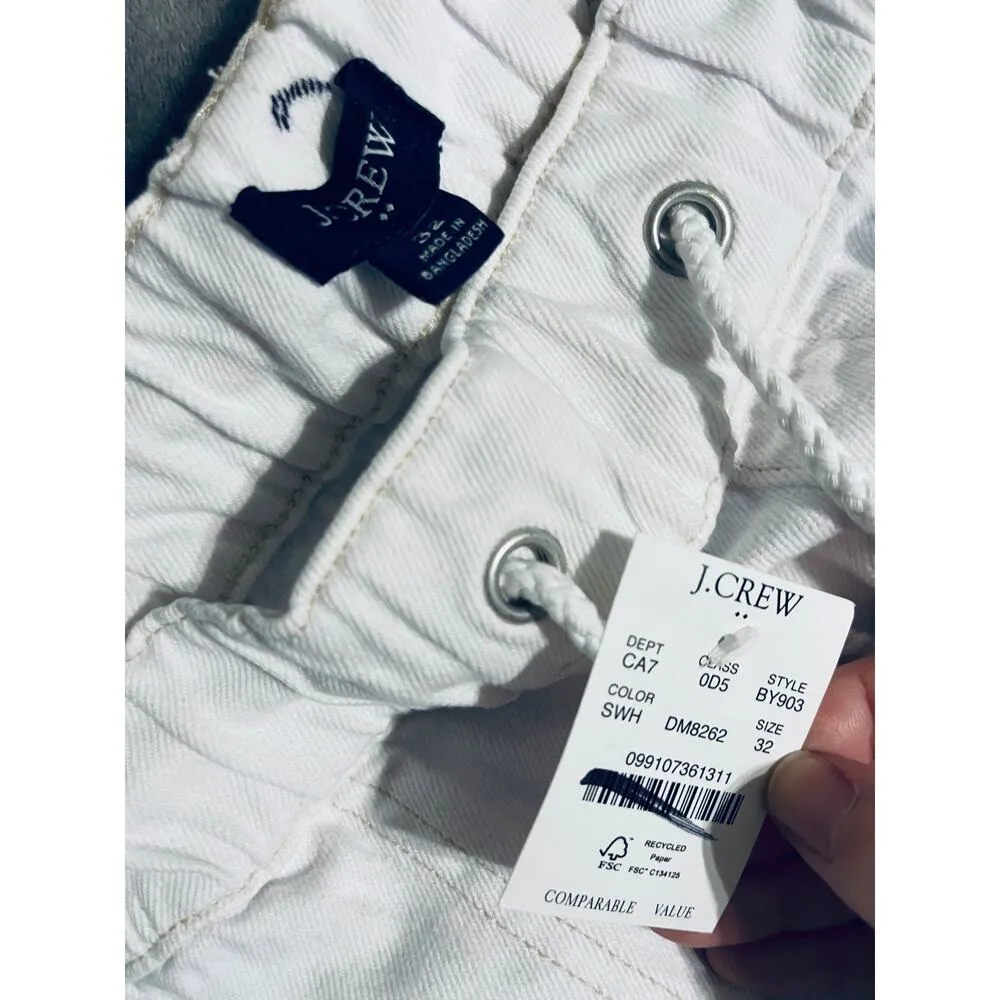 J.CREW
32
MADE IN
BANGLADESH
J.CREW
DEPT CLASS STYLE
CA7 0D5 BY903
COLOR SIZE
SWH DM8262 32
099107361311
FSC™ RECYCLED
Paper
FSC® C134125
COMPARABLE VALUE